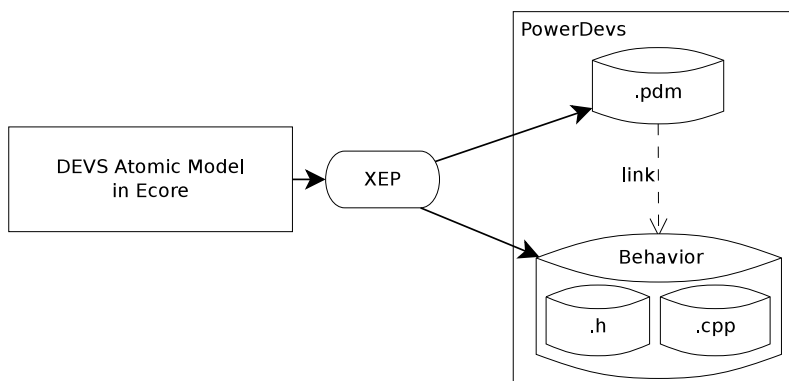 PowerDevs
.pdm
DEVS Atomic Model
in Ecore
XEP
link
Behavior
.h
.cpp